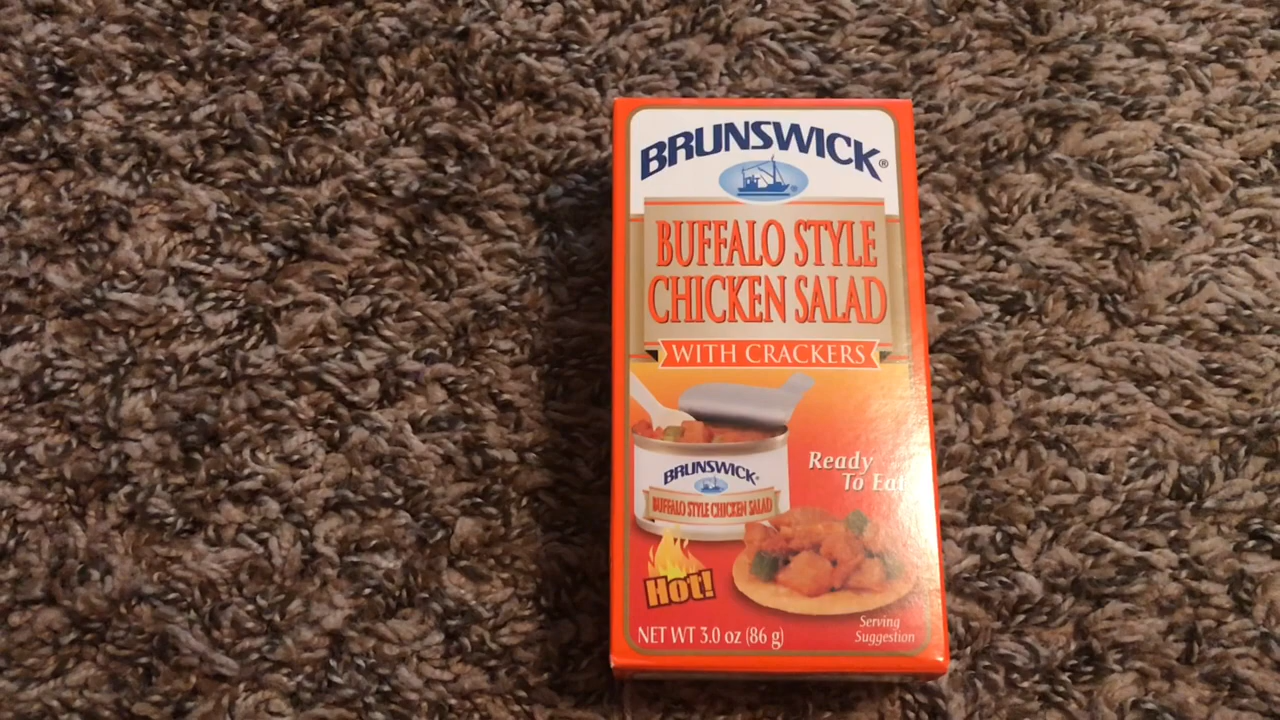 BRUNSWICK®
BUFFALO STYLE
CHICKEN SALAD
WITH CRACKERS
BRUNSWICK
BUFFALO STYLE CHICKEN SALAD
Ready
To Eat
Hot!
Serving
Suggestion
NET WT 3.0 oz (86 g)